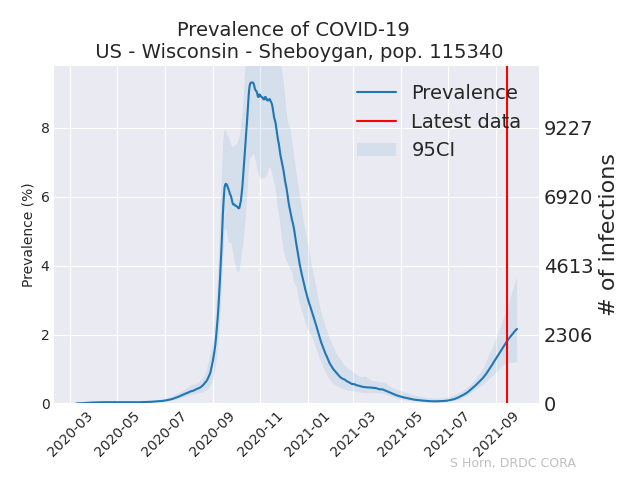 Prevalence of COVID-19
US - Wisconsin - Sheboygan, pop. 115340
Prevalence
Latest data
95CI
Prevalence (%)
8
6
4
2
0
9227
6920
4613
2306
0
# of infections
2020-03
2020-05
2020-07
2020-09
2020-11
2021-01
2021-03
2021-05
2021-07
2021-09
S Horn, DRDC CORA